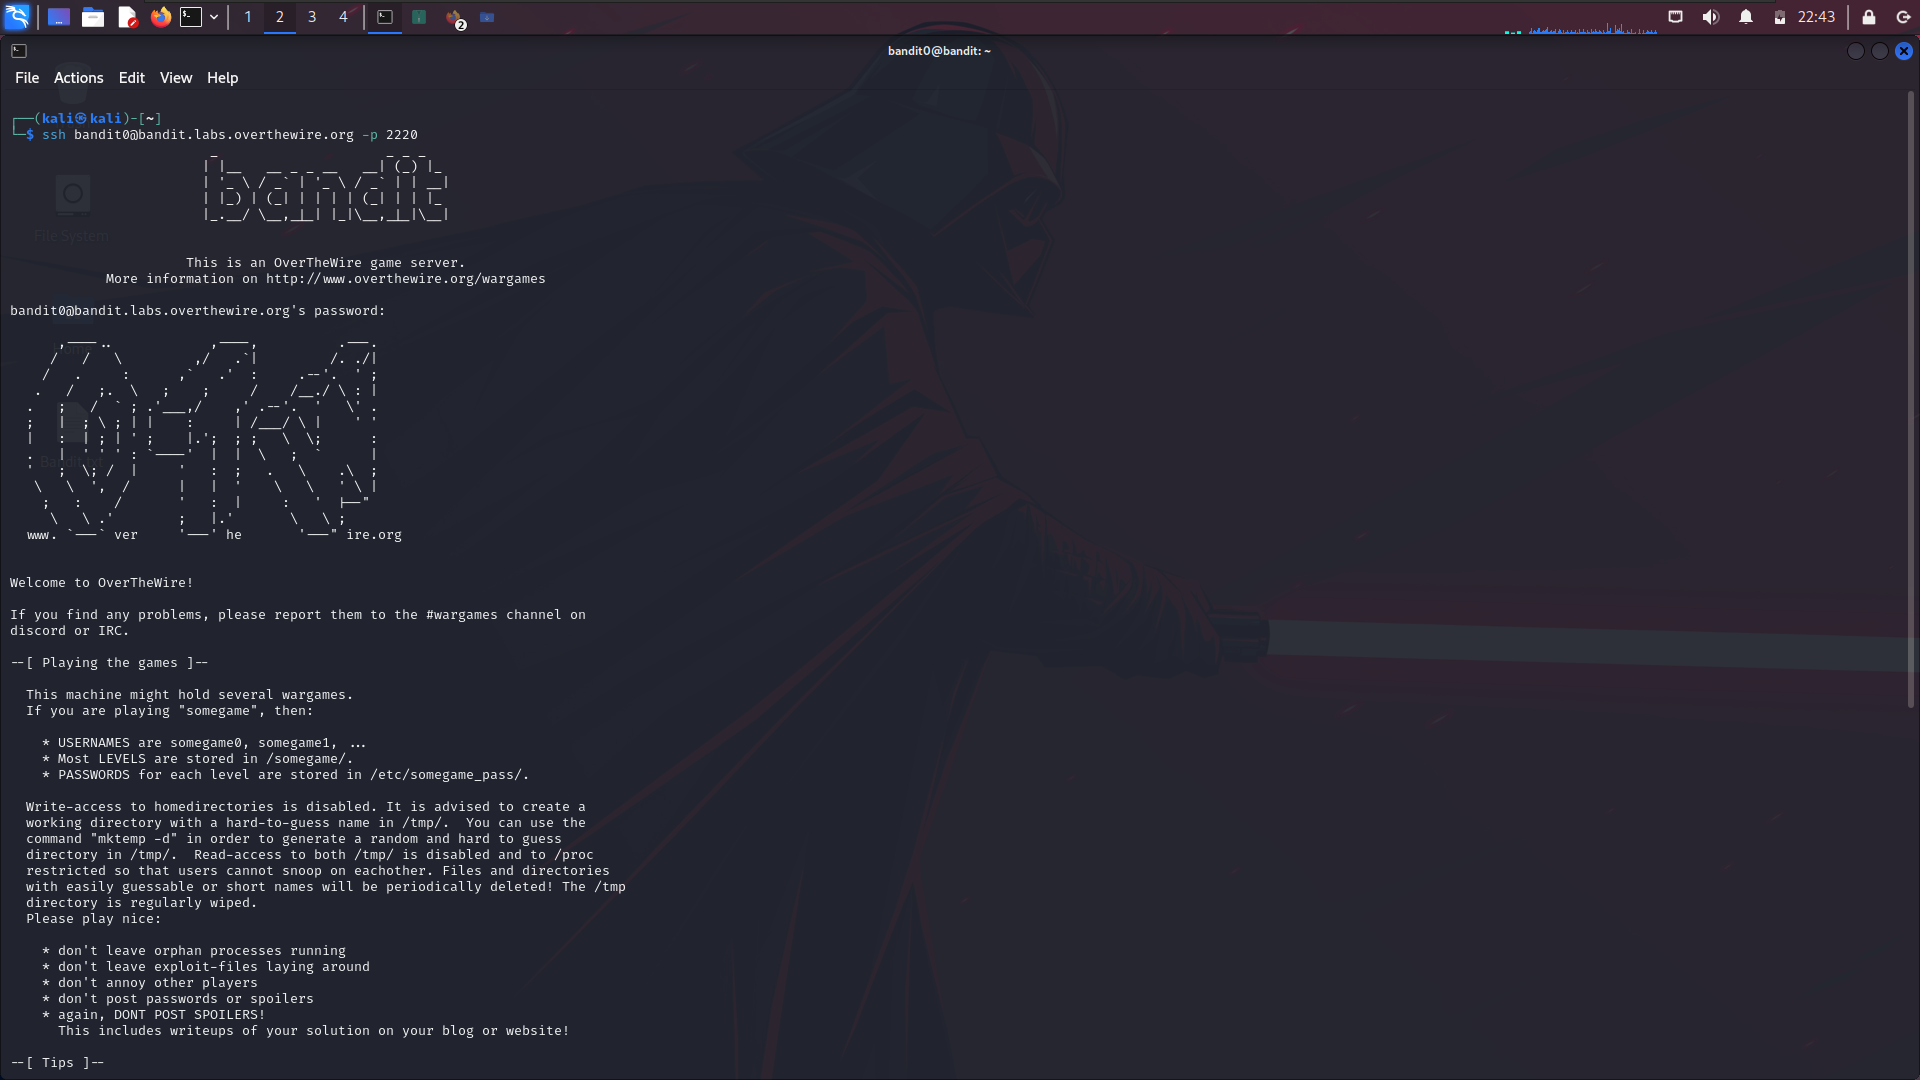 1 2 3 4 2 22:43
bandit0@bandit: ~
File Actions Edit View Help
┌──(kali㉿kali)-[~]
└─$ ssh bandit0@bandit.labs.overthewire.org -p 2220
bandit
This is an OverTheWire game server.
More information on http://www.overthewire.org/wargames
bandit0@bandit.labs.overthewire.org's password:
www. ver he ire.org
Welcome to OverTheWire!
If you find any problems, please report them to the #wargames channel on
discord or IRC.
--[ Playing the games ]--
This machine might hold several wargames.
If you are playing "somegame", then:
* USERNAMES are somegame0, somegame1, ...
* Most LEVELS are stored in /somegame/.
* PASSWORDS for each level are stored in /etc/somegame_pass/.
Write-access to homedirectories is disabled. It is advised to create a
working directory with a hard-to-guess name in /tmp/.  You can use the
command "mktemp -d" in order to generate a random and hard to guess
directory in /tmp/.  Read-access to both /tmp/ is disabled and to /proc
restricted so that users cannot snoop on eachother. Files and directories
with easily guessable or short names will be periodically deleted! The /tmp
directory is regularly wiped.
Please play nice:
* don't leave orphan processes running
* don't leave exploit-files laying around
* don't annoy other players
* don't post passwords or spoilers
* again, DONT POST SPOILERS!
This includes writeups of your solution on your blog or website!
--[ Tips ]--
File System
Home
Bandit.txt